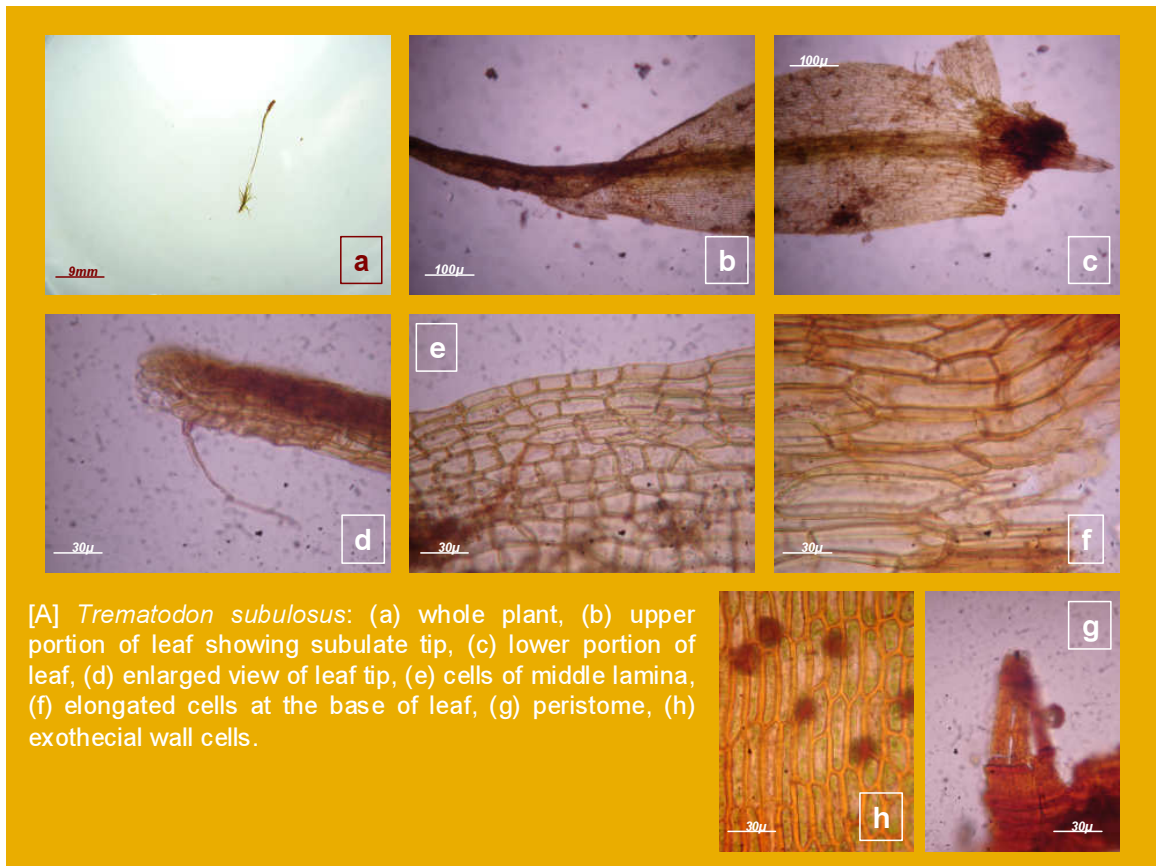 100μ
9mm
a
100μ
b
c
e
30μ
d
30μ
30μ
f
[A] Trematodon subulosus: (a) whole plant, (b) upper
portion of leaf showing subulate tip, (c) lower portion of
leaf, (d) enlarged view of leaf tip, (e) cells of middle lamina,
(f) elongated cells at the base of leaf, (g) peristome, (h)
exothecial wall cells.
g
30μ
h
30μ